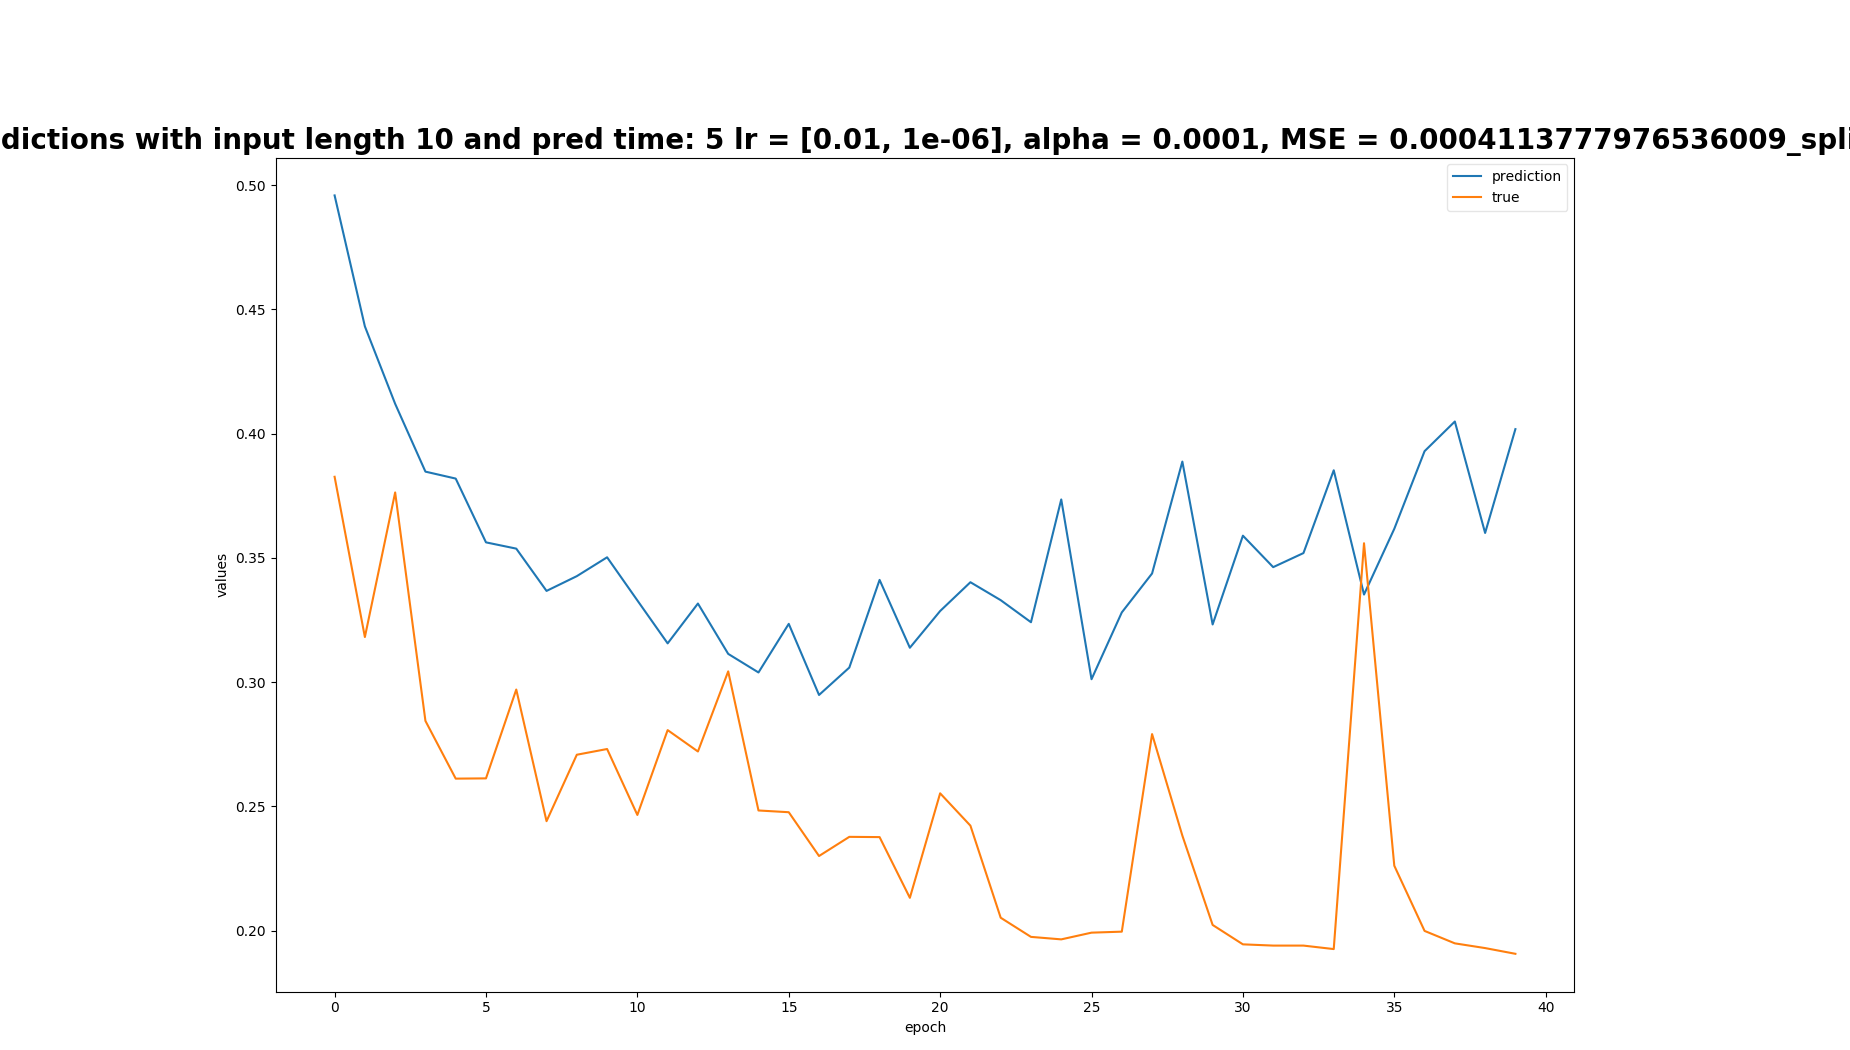 dictions with input length 10 and pred time: 5 lr = [0.01, 1e-06], alpha = 0.0001, MSE = 0.0004113777976536009_spli
prediction
true
0.50
0.45
0.40
0.35
0.30
0.25
0.20
values
0 5 10 15 20 25 30 35 40
epoch